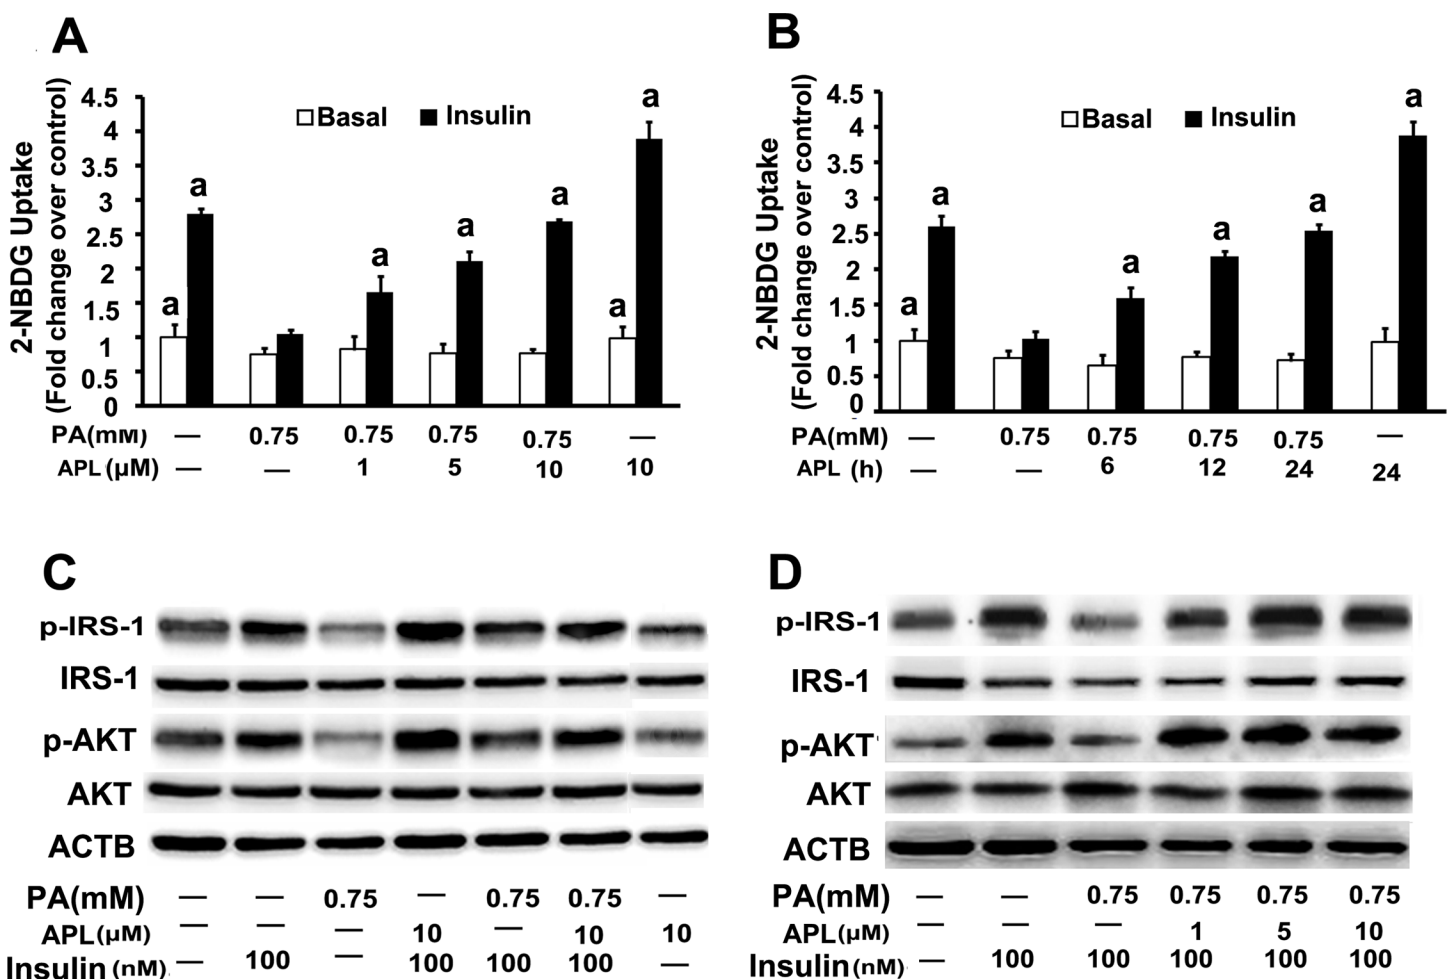 A
2-NBDG Uptake
(Fold change over control)
4.5
4
3.5
3
2.5
2
1.5
1
0.5
0
Basal
Insulin
a
a
a
a
a
a
a
PA(mM) — 0.75 0.75 0.75 0.75 —
APL (μM) — — 1 5 10 10
B
2-NBDG Uptake
(Fold change over control)
4.5
4
3.5
3
2.5
2
1.5
1
0.5
0
Basal
Insulin
a
a
a
a
a
a
PA(mM) — 0.75 0.75 0.75 0.75 —
APL (h) — — 6 12 24 24
C
p-IRS-1
IRS-1
p-AKT
AKT
ACTB
PA(mM) — — 0.75 — 0.75 0.75 —
APL(μM) — — — 10 — 10 10
Insulin(nM) — 100 — 100 100 100 —
D
p-IRS-1
IRS-1
p-AKT
AKT
ACTB
PA(mM) — — 0.75 0.75 0.75 0.75
APL(μM) — — — 1 5 10
Insulin(nM) — 100 100 100 100 100